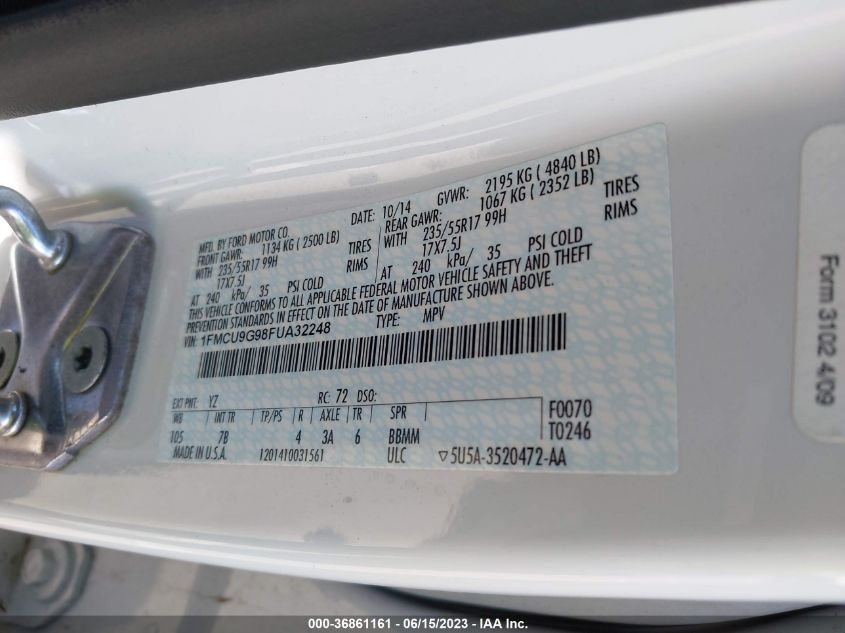 MFD. BY FORD MOTOR CO.
DATE: 10/14
GVWR: 2195 KG ( 4840 LB)
FRONT GAWR: 1134 KG ( 2500 LB)
REAR GAWR: 1067 KG ( 2352 LB)
WITH 235/55R17 99H TIRES
WITH 235/55R17 99H TIRES
17X7.5J RIMS
17X7.5J RIMS
AT 240 kPa/ 35 PSI COLD
AT 240 kPa/ 35 PSI COLD
THIS VEHICLE CONFORMS TO ALL APPLICABLE FEDERAL MOTOR VEHICLE SAFETY AND THEFT
PREVENTION STANDARDS IN EFFECT ON THE DATE OF MANUFACTURE SHOWN ABOVE.
VIN: 1FMCU9G98FUA32248
TYPE: MPV
EXT PNT: YZ RC: 72 DSO:
WB INT TR TP/PS R AXLE TR SPR
105 7B 4 3A 6 BBMM
F0070
T0246
MADE IN U.S.A. 1201410031561 ULC ▽5U5A-3520472-AA
Form 3102 4/09
000-36861161 - 06/15/2023 - IAA Inc.